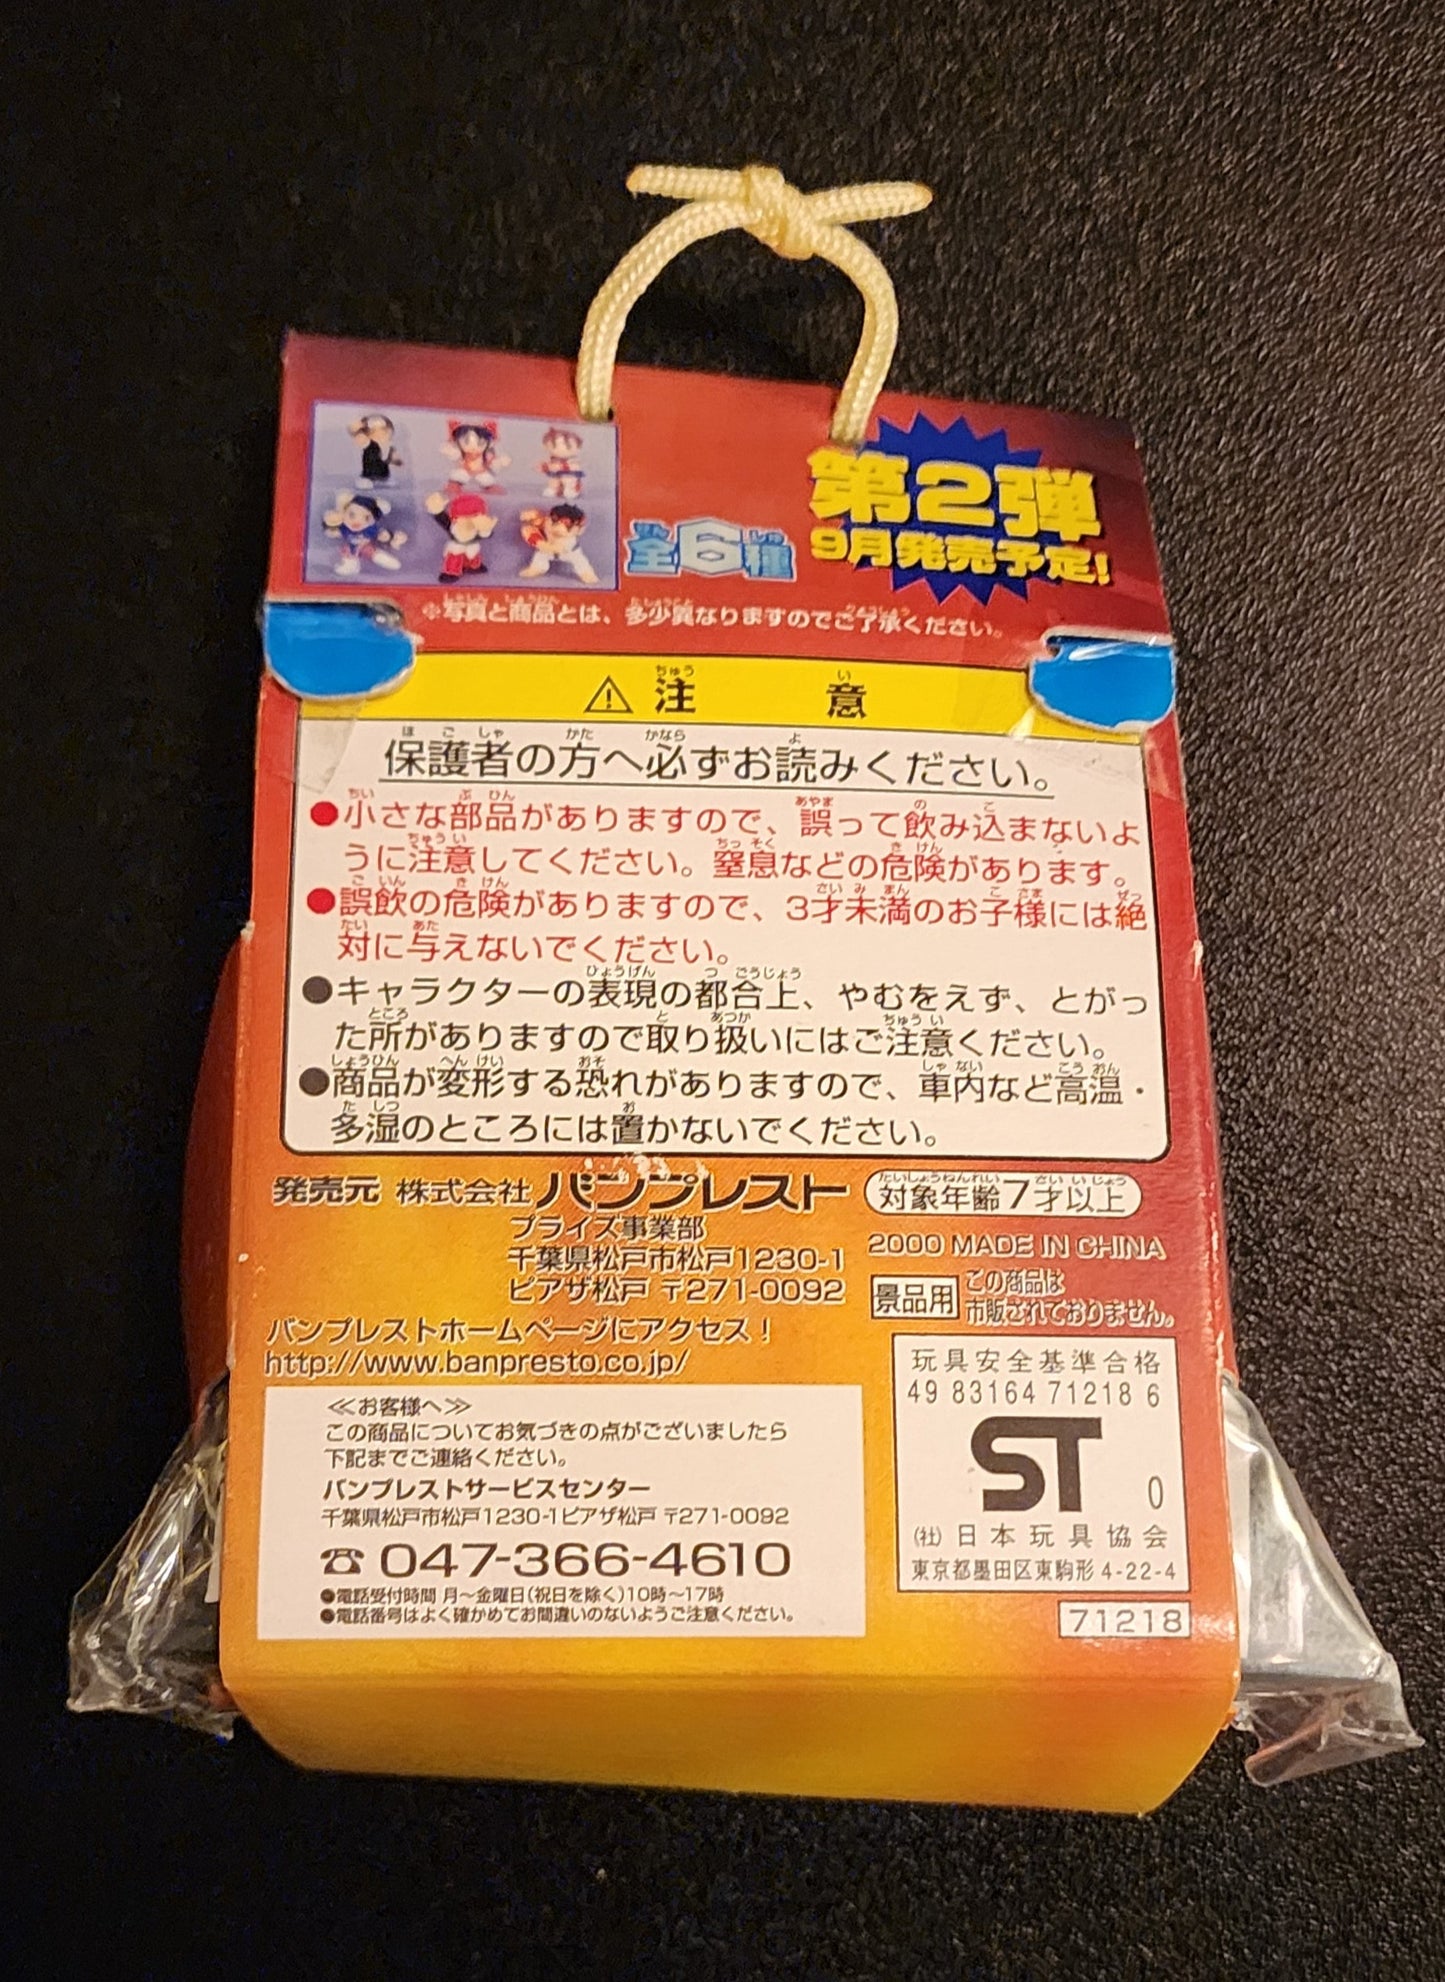 第2弾
9月発売予定!
全6種
※写真と商品とは、多少異なりますのでご了承ください。
⚠注 意
保護者の方へ必ずお読みください。
●小さな部品がありますので、誤って飲み込まないよ
うに注意してください。窒息などの危険があります。
●誤飲の危険がありますので、3才未満のお子様には絶
対に与えないでください。
●キャラクターの表現の都合上、やむをえず、とがっ
た所がありますので取り扱いにはご注意ください。
●商品が変形する恐れがありますので、車内など高温・
多湿のところには置かないでください。
発売元 株式会社バンプレスト
プライズ事業部
千葉県松戸市松戸1230-1
ピアザ松戸 〒271-0092
対象年齢7才以上
2000 MADE IN CHINA
景品用 この商品は
市販されておりません。
バンプレストホームページにアクセス!
http://www.banpresto.co.jp/
≪お客様へ≫
この商品についてお気づきの点がございましたら
下記までご連絡ください。
バンプレストサービスセンター
千葉県松戸市松戸1230-1ピアザ松戸 〒271-0092
☎047-366-4610
●電話受付時間 月〜金曜日(祝日を除く)10時〜17時
●電話番号はよく確かめてお間違いのないようご注意ください。
玩具安全基準合格
49 83164 71218 6
ST
0
(社)日本玩具協会
東京都墨田区東駒形 4-22-4
71218